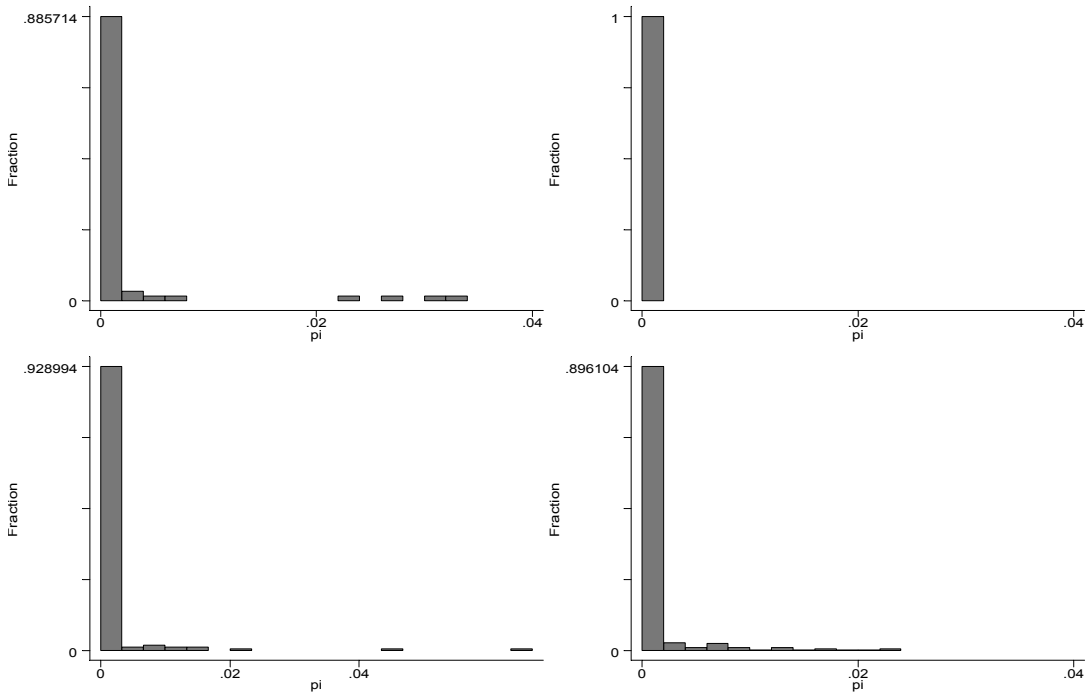 .885714
Fraction
0
0 .02 .04
pi
1
Fraction
0
0 .02 .04
pi
.928994
Fraction
0
0 .02 .04
pi
.896104
Fraction
0
0 .02 .04
pi